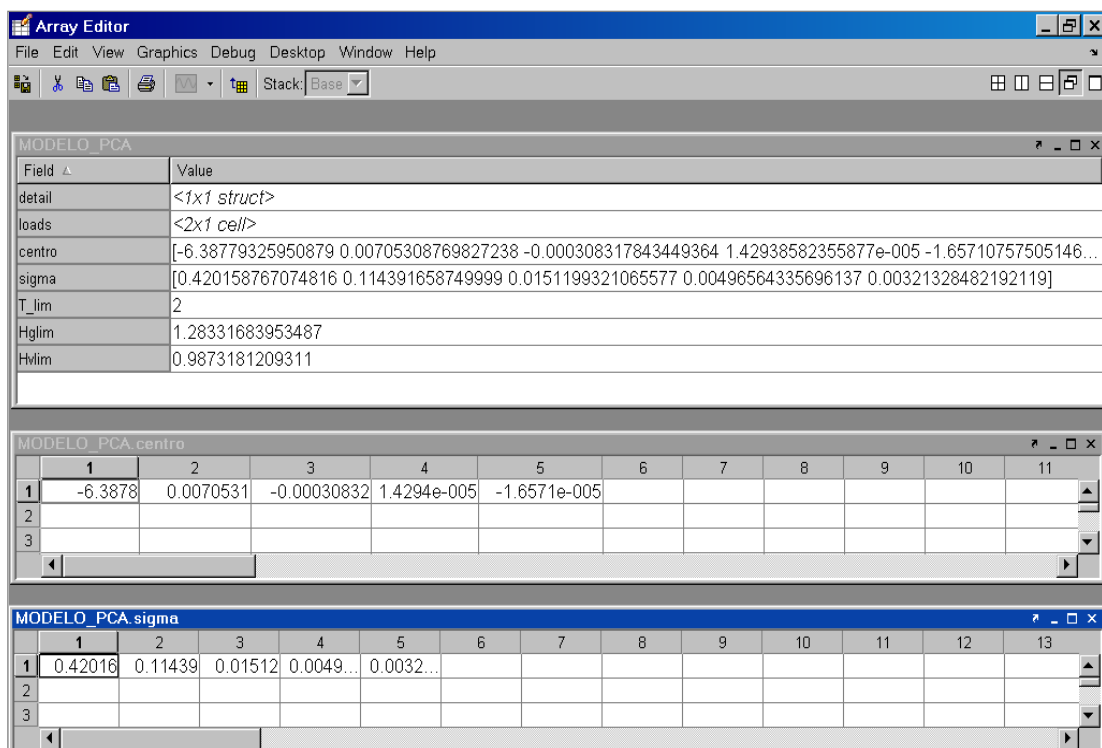 Array Editor
File Edit View Graphics Debug Desktop Window Help
Stack: Base
MODELO_PCA
Field Value
detail <1x1 struct>
loads <2x1 cell>
centro [-6.38779325950879 0.00705308769827238 -0.000308317843449364 1.42938582355877e-005 -1.65710757505146...
sigma [0.420158767074816 0.114391658749999 0.0151199321065577 0.00496564335696137 0.00321328482192119]
T_lim 2
Hglim 1.28331683953487
Hvlim 0.9873181209311
MODELO_PCA.centro
1 2 3 4 5 6 7 8 9 10 11
1 -6.3878 0.0070531 -0.00030832 1.4294e-005 -1.6571e-005
2
3
MODELO_PCA.sigma
1 2 3 4 5 6 7 8 9 10 11 12 13
1 0.42016 0.11439 0.01512 0.0049... 0.0032...
2
3